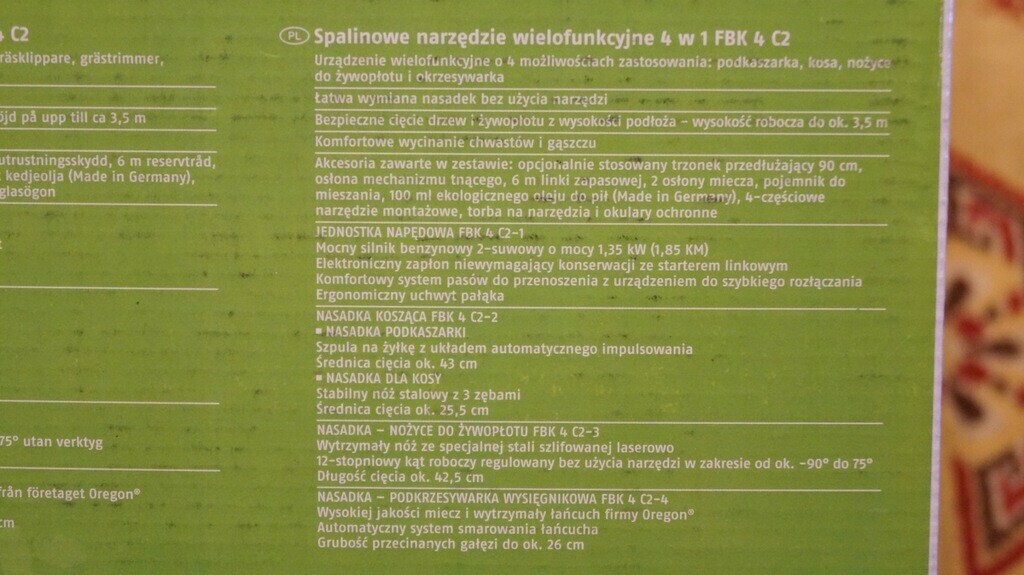 4 C2
räsklippare, grästrimmer,
öjd på upp till ca 3,5 m
utrustningsskydd, 6 m reservtråd,
kedjeolja (Made in Germany),
glasögon
75° utan verktyg
från företaget Oregon®
cm
PL Spalinowe narzędzie wielofunkcyjne 4 w 1 FBK 4 C2
Urządzenie wielofunkcyjne o 4 możliwościach zastosowania: podkaszarka, kosa, nożyce
do żywopłotu i okrzesywarka
Łatwa wymiana nasadek bez użycia narzędzi
Bezpieczne cięcie drzew i żywopłotu z wysokości podłoża – wysokość robocza do ok. 3,5 m
Komfortowe wycinanie chwastów i gąszczu
Akcesoria zawarte w zestawie: opcjonalnie stosowany trzonek przedłużający 90 cm,
osłona mechanizmu tnącego, 6 m linki zapasowej, 2 osłony miecza, pojemnik do
mieszania, 100 ml ekologicznego oleju do pił (Made in Germany), 4-częściowe
narzędzie montażowe, torba na narzędzia i okulary ochronne
JEDNOSTKA NAPĘDOWA FBK 4 C2-1
Mocny silnik benzynowy 2-suwowy o mocy 1,35 kW (1,85 KM)
Elektroniczny zapłon niewymagający konserwacji ze starterem linkowym
Komfortowy system pasów do przenoszenia z urządzeniem do szybkiego rozłączania
Ergonomiczny uchwyt pałąka
NASADKA KOSZĄCA FBK 4 C2-2
▪ NASADKA PODKASZARKI
Szpula na żyłkę z układem automatycznego impulsowania
Średnica cięcia ok. 43 cm
▪ NASADKA DLA KOSY
Stabilny nóż stalowy z 3 zębami
Średnica cięcia ok. 25,5 cm
NASADKA – NOŻYCE DO ŻYWOPŁOTU FBK 4 C2-3
Wytrzymały nóż ze specjalnej stali szlifowanej laserowo
12-stopniowy kąt roboczy regulowany bez użycia narzędzi w zakresie od ok. -90° do 75°
Długość cięcia ok. 42,5 cm
NASADKA – PODKRZESYWARKA WYSIĘGNIKOWA FBK 4 C2-4
Wysokiej jakości miecz i wytrzymały łańcuch firmy Oregon®
Automatyczny system smarowania łańcucha
Grubość przecinanych gałęzi do ok. 26 cm